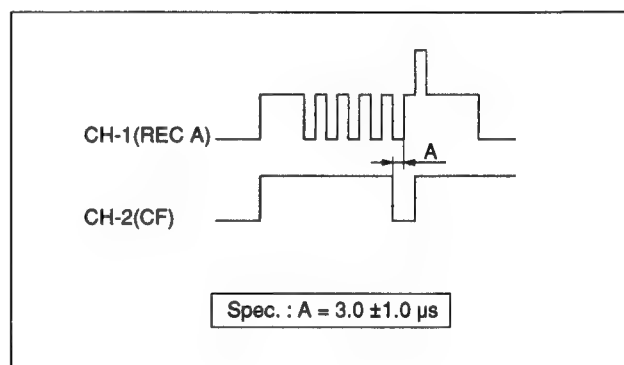 CH-1(REC A)
A
CH-2(CF)
Spec. : A = 3.0 ±1.0 µs